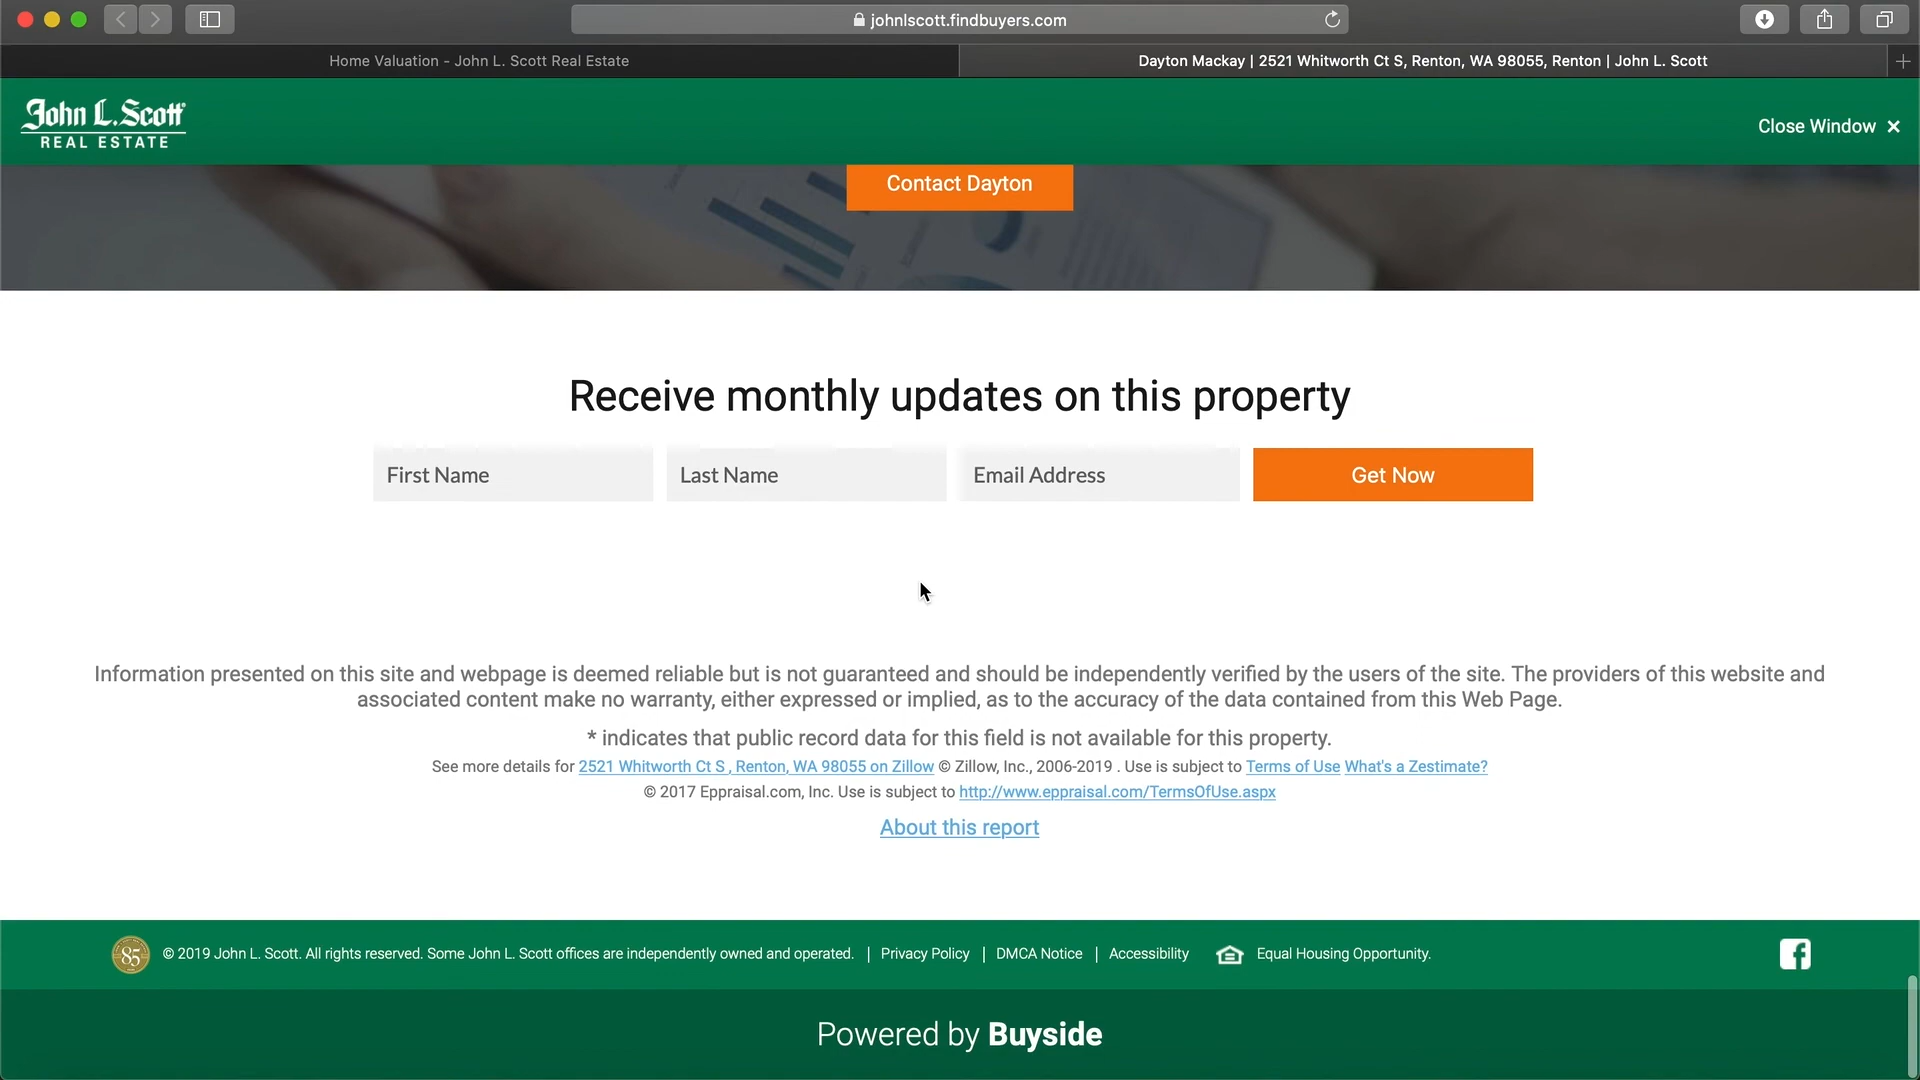 johnlscott.findbuyers.com
Home Valuation - John L. Scott Real Estate
Dayton Mackay | 2521 Whitworth Ct S, Renton, WA 98055, Renton | John L. Scott
John L. Scott
REAL ESTATE
Close Window ×
Contact Dayton
Receive monthly updates on this property
First Name
Last Name
Email Address
Get Now
Information presented on this site and webpage is deemed reliable but is not guaranteed and should be independently verified by the users of the site. The providers of this website and
associated content make no warranty, either expressed or implied, as to the accuracy of the data contained from this Web Page.
* indicates that public record data for this field is not available for this property.
See more details for 2521 Whitworth Ct S , Renton, WA 98055 on Zillow © Zillow, Inc., 2006-2019 . Use is subject to Terms of Use What's a Zestimate?
© 2017 Eppraisal.com, Inc. Use is subject to http://www.eppraisal.com/TermsOfUse.aspx
About this report
85
© 2019 John L. Scott. All rights reserved. Some John L. Scott offices are independently owned and operated. | Privacy Policy | DMCA Notice | Accessibility
Equal Housing Opportunity.
Powered by Buyside